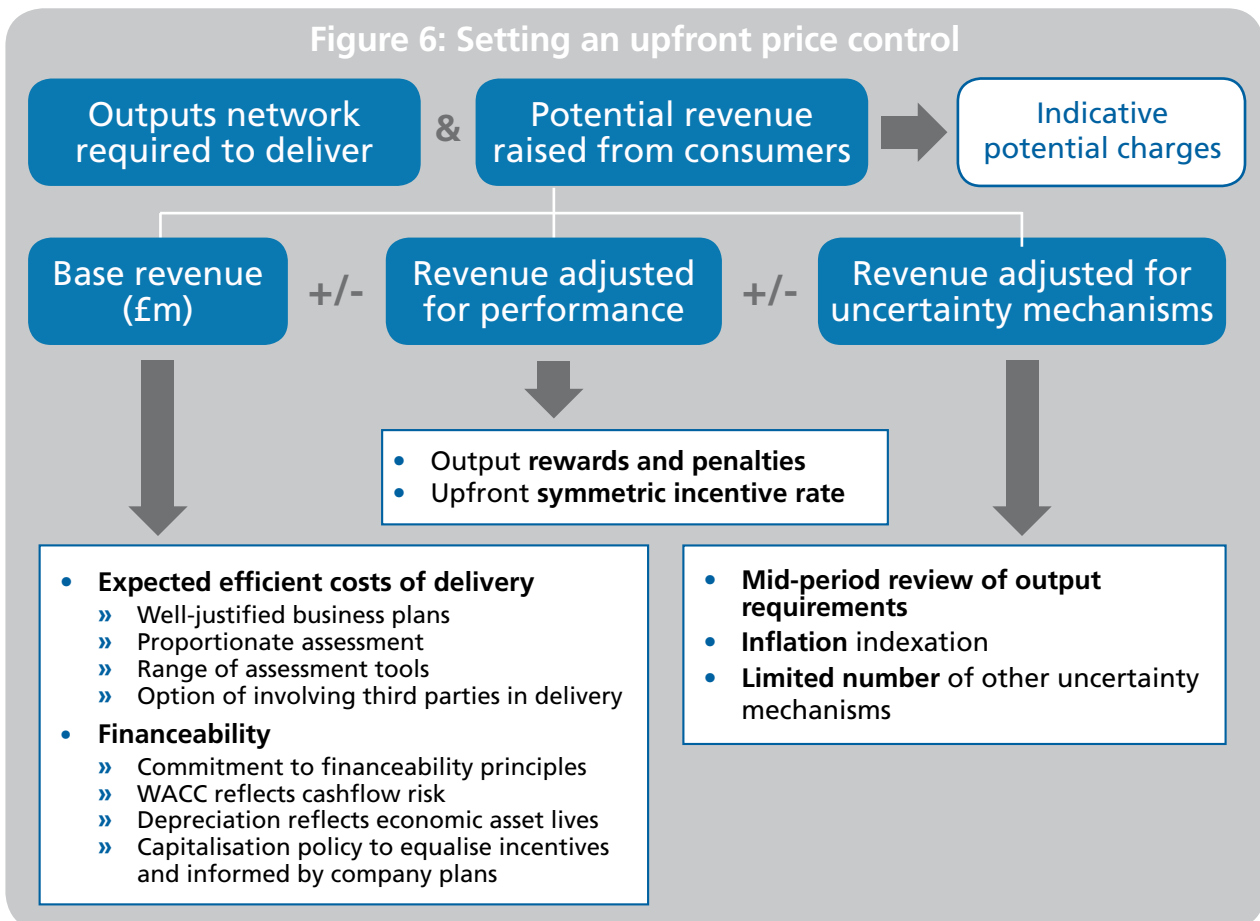 Figure 6: Setting an upfront price control
Outputs network
required to deliver
&
Potential revenue
raised from consumers
Indicative
potential charges
Base revenue
(£m)
+/-
Revenue adjusted
for performance
+/-
Revenue adjusted for
uncertainty mechanisms
• Output rewards and penalties
• Upfront symmetric incentive rate
• Expected efficient costs of delivery
» Well-justified business plans
» Proportionate assessment
» Range of assessment tools
» Option of involving third parties in delivery
• Financeability
» Commitment to financeability principles
» WACC reflects cashflow risk
» Depreciation reflects economic asset lives
» Capitalisation policy to equalise incentives
and informed by company plans
• Mid-period review of output
requirements
• Inflation indexation
• Limited number of other uncertainty
mechanisms